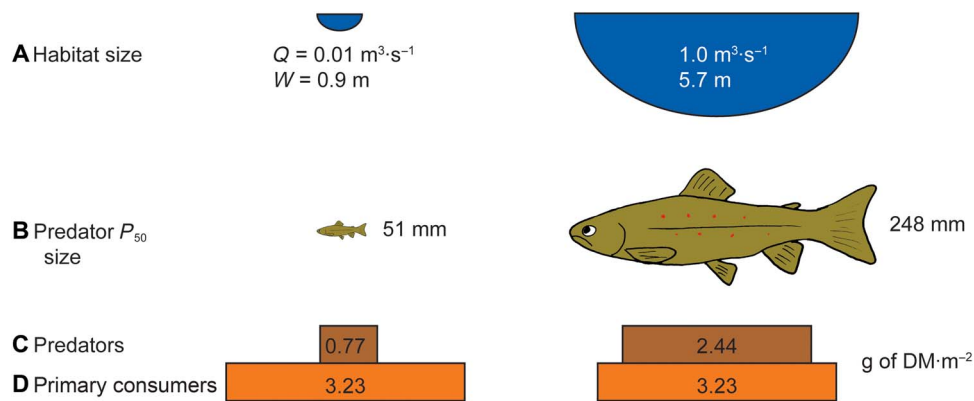 A Habitat size
Q = 0.01 m³·s⁻¹
W = 0.9 m
1.0 m³·s⁻¹
5.7 m
B Predator P₅₀
size
51 mm
248 mm
C Predators
0.77
2.44
D Primary consumers
3.23
3.23
g of DM·m⁻²